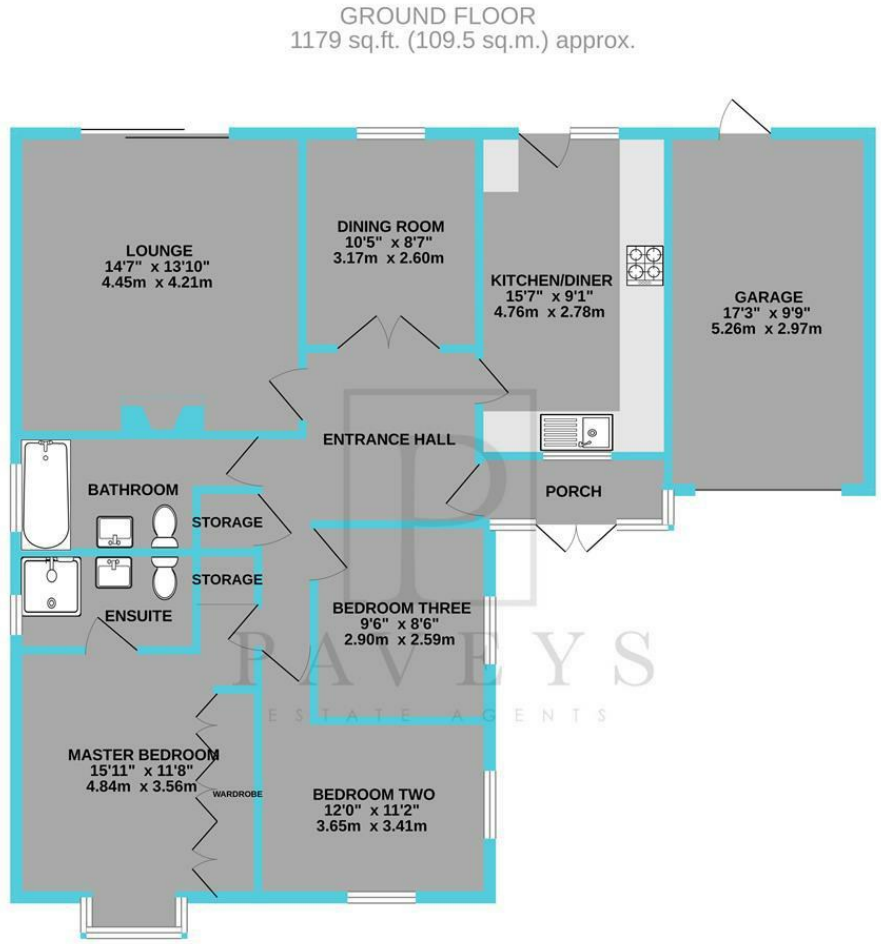 GROUND FLOOR
1179 sq.ft. (109.5 sq.m.) approx.
LOUNGE
14'7" x 13'10"
4.45m x 4.21m
DINING ROOM
10'5" x 8'7"
3.17m x 2.60m
KITCHEN/DINER
15'7" x 9'1"
4.76m x 2.78m
GARAGE
17'3" x 9'9"
5.26m x 2.97m
ENTRANCE HALL
BATHROOM
PORCH
STORAGE
STORAGE
ENSUITE
BEDROOM THREE
9'6" x 8'6"
2.90m x 2.59m
P
PAVEYS
ESTATE AGENTS
MASTER BEDROOM
15'11" x 11'8"
4.84m x 3.56m
WARDROBE
BEDROOM TWO
12'0" x 11'2"
3.65m x 3.41m